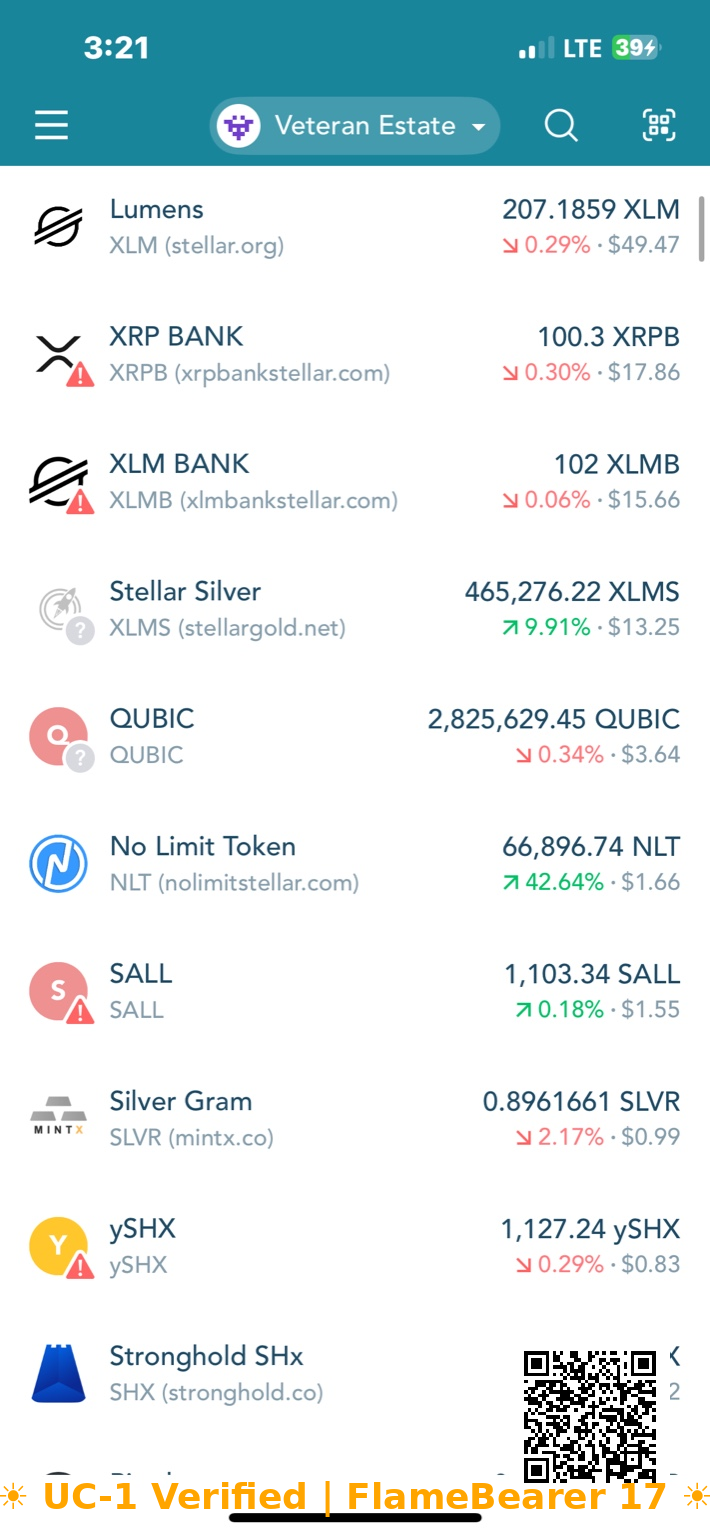 3:21 LTE 39
Veteran Estate
Lumens 207.1859 XLM
XLM (stellar.org) 0.29% · $49.47
XRP BANK 100.3 XRPB
XRPB (xrpbankstellar.com) 0.30% · $17.86
XLM BANK 102 XLMB
XLMB (xlmbankstellar.com) 0.06% · $15.66
Stellar Silver 465,276.22 XLMS
? XLMS (stellargold.net) 9.91% · $13.25
QUBIC 2,825,629.45 QUBIC
Q ? QUBIC 0.34% · $3.64
No Limit Token 66,896.74 NLT
N NLT (nolimitstellar.com) 42.64% · $1.66
SALL 1,103.34 SALL
S SALL 0.18% · $1.55
Silver Gram 0.8961661 SLVR
MINTX SLVR (mintx.co) 2.17% · $0.99
ySHX 1,127.24 ySHX
Y ySHX 0.29% · $0.83
Stronghold SHx X
SHX (stronghold.co) 2
☀ UC-1 Verified | FlameBearer 17 ☀